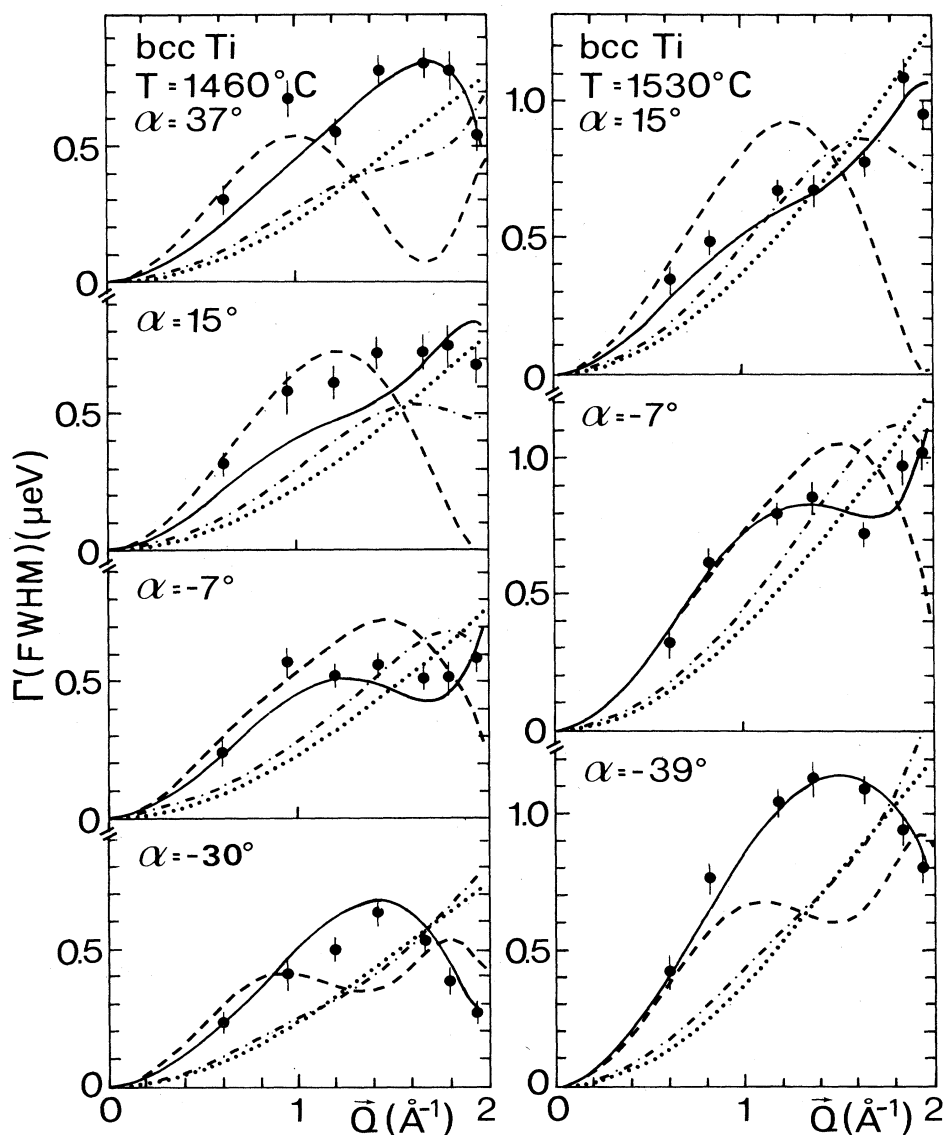 bcc Ti
T = 1460°C
α = 37°
0.5
0
α = 15°
0.5
0
α = -7°
0.5
0
α = -30°
0.5
0
0 1 2
Q⃗ (Å⁻¹)
Γ(FWHM)(μeV)
bcc Ti
T = 1530°C
α = 15°
1.0
0.5
0
α = -7°
1.0
0.5
0
α = -39°
1.0
0.5
0
0 1 2
Q⃗ (Å⁻¹)